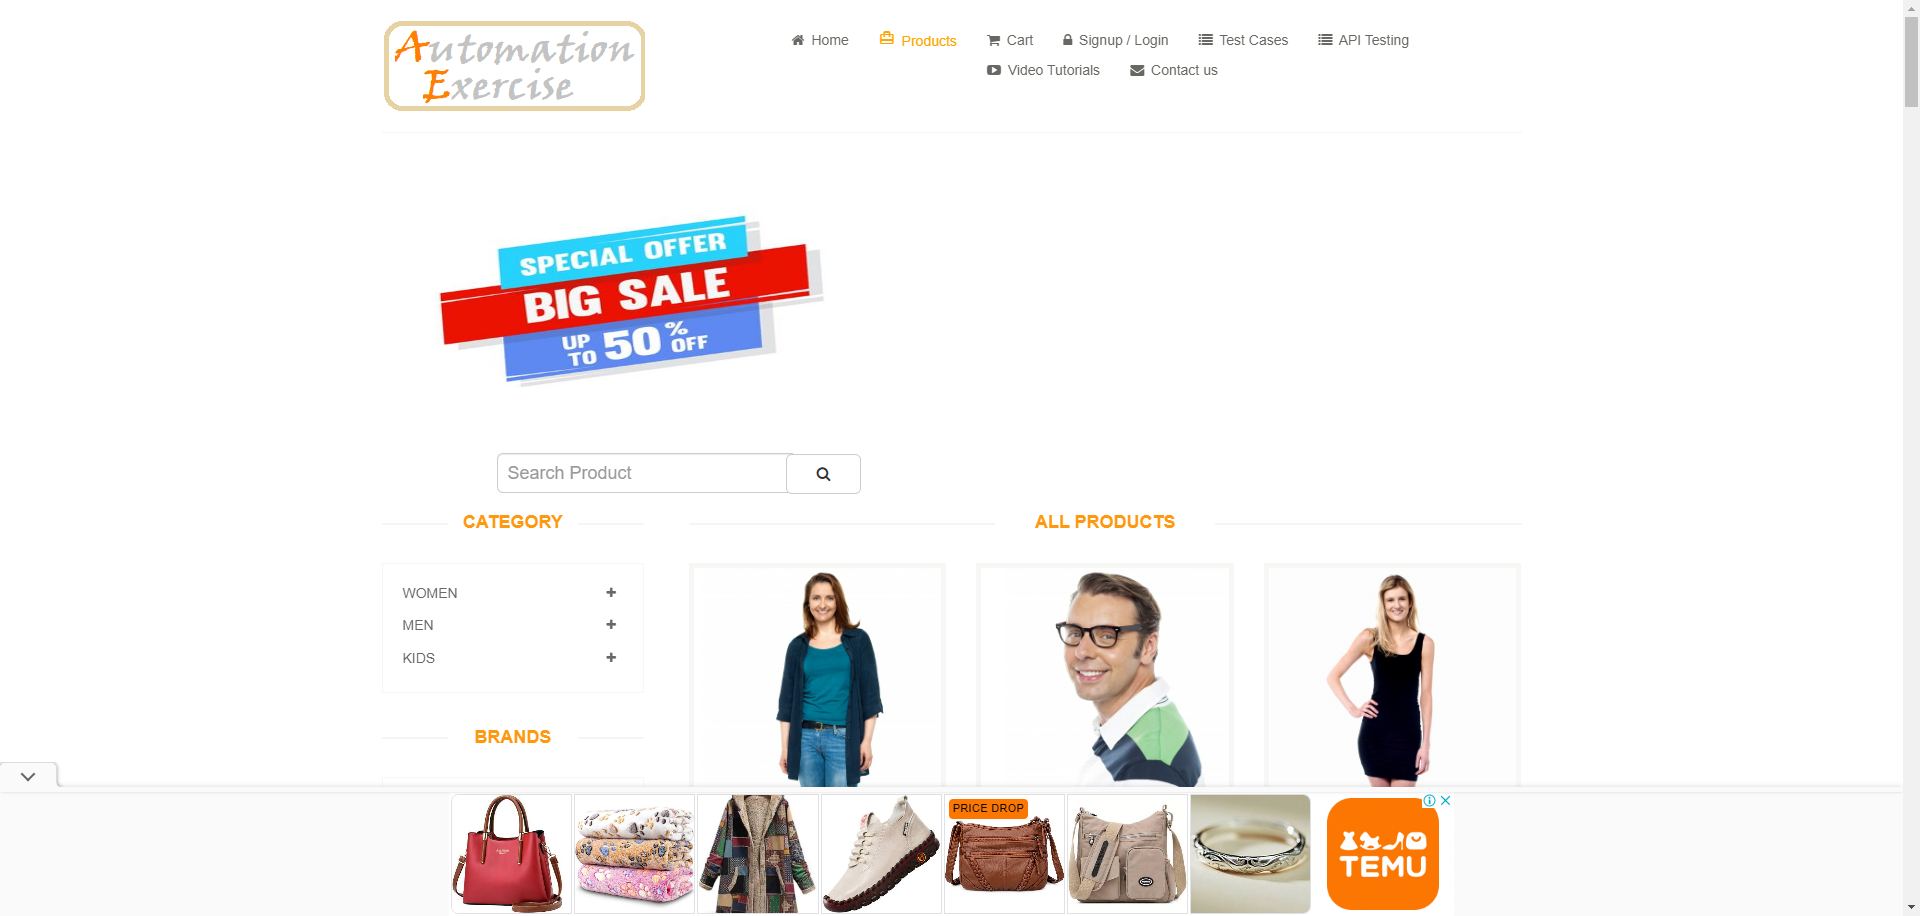 Automation
Exercise
Home
Products
Cart
Signup / Login
Test Cases
API Testing
Video Tutorials
Contact us
SPECIAL OFFER
BIG SALE
UP TO 50% OFF
Search Product
CATEGORY
WOMEN
MEN
KIDS
BRANDS
ALL PRODUCTS
PRICE DROP
TEMU